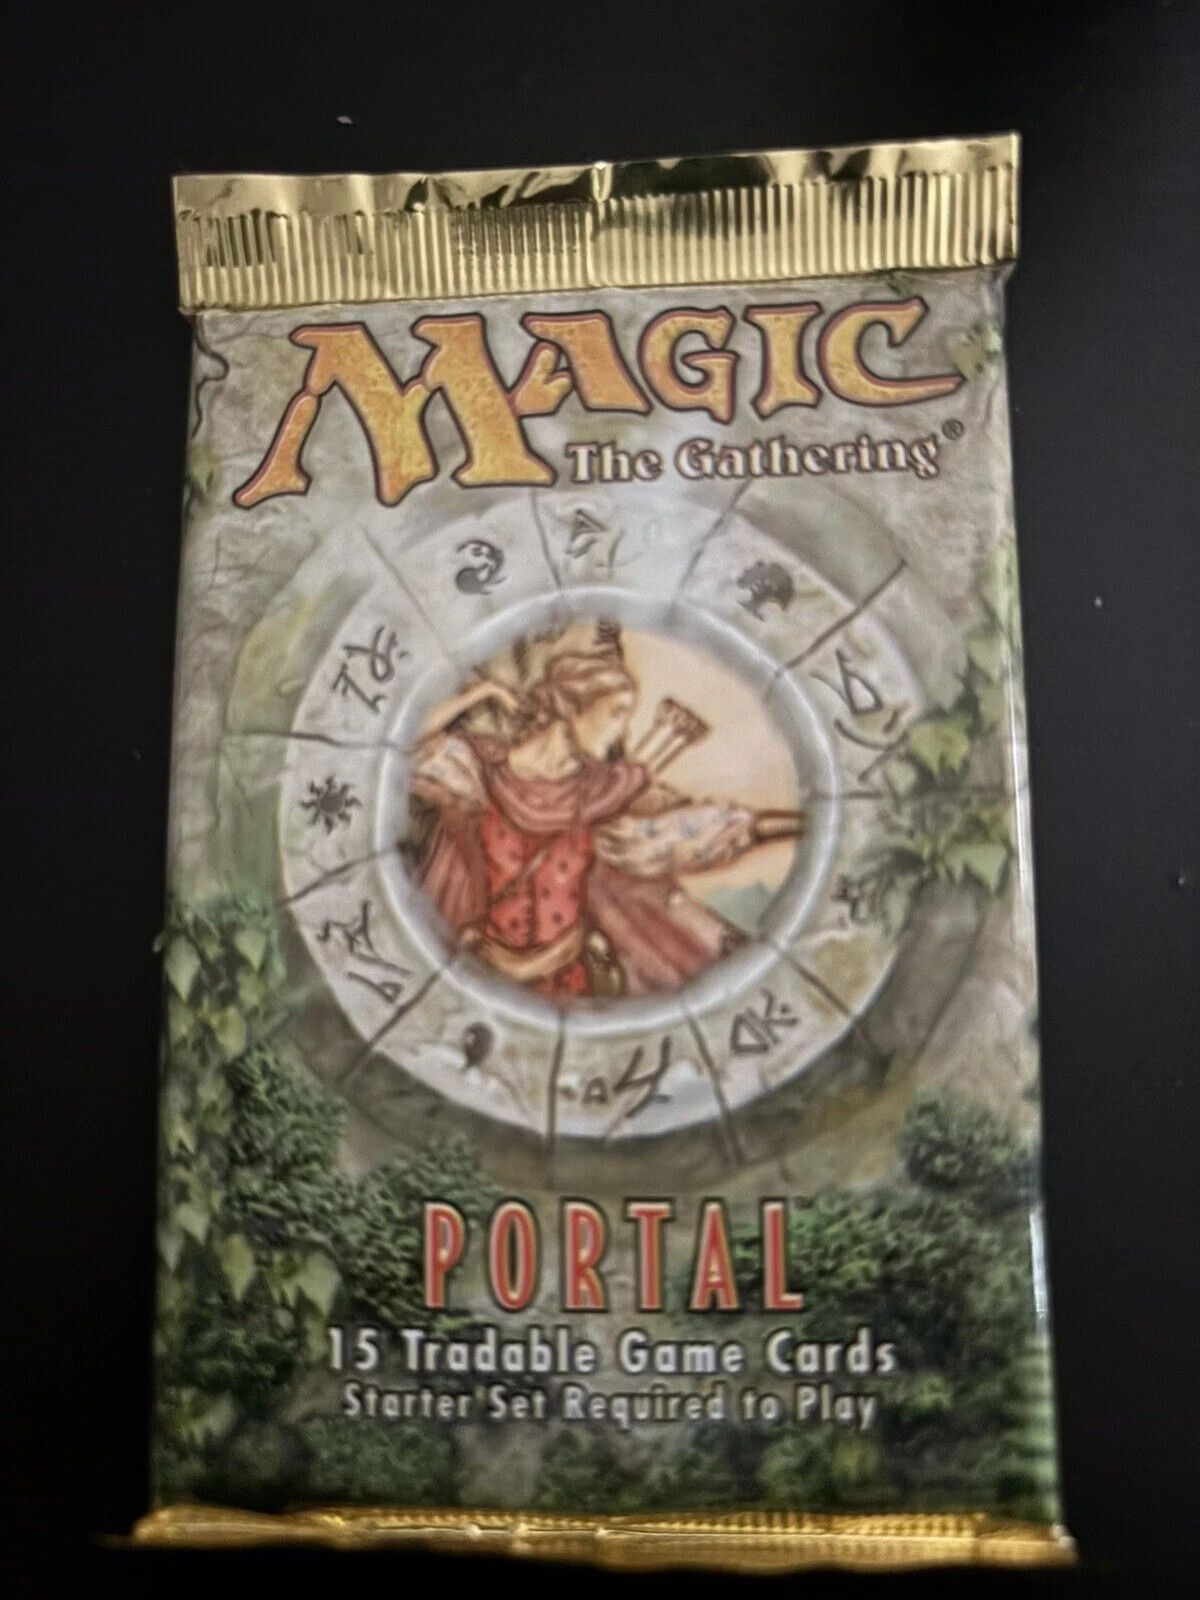 MAGIC
The Gathering®
PORTAL
15 Tradable Game Cards
Starter Set Required to Play